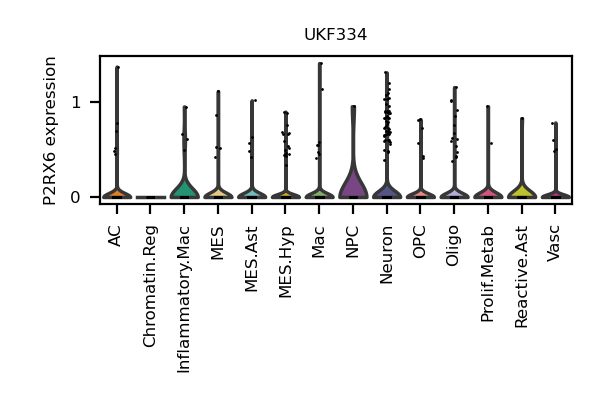 UKF334
P2RX6 expression
1
0
AC
Chromatin.Reg
Inflammatory.Mac
MES
MES.Ast
MES.Hyp
Mac
NPC
Neuron
OPC
Oligo
Prolif.Metab
Reactive.Ast
Vasc